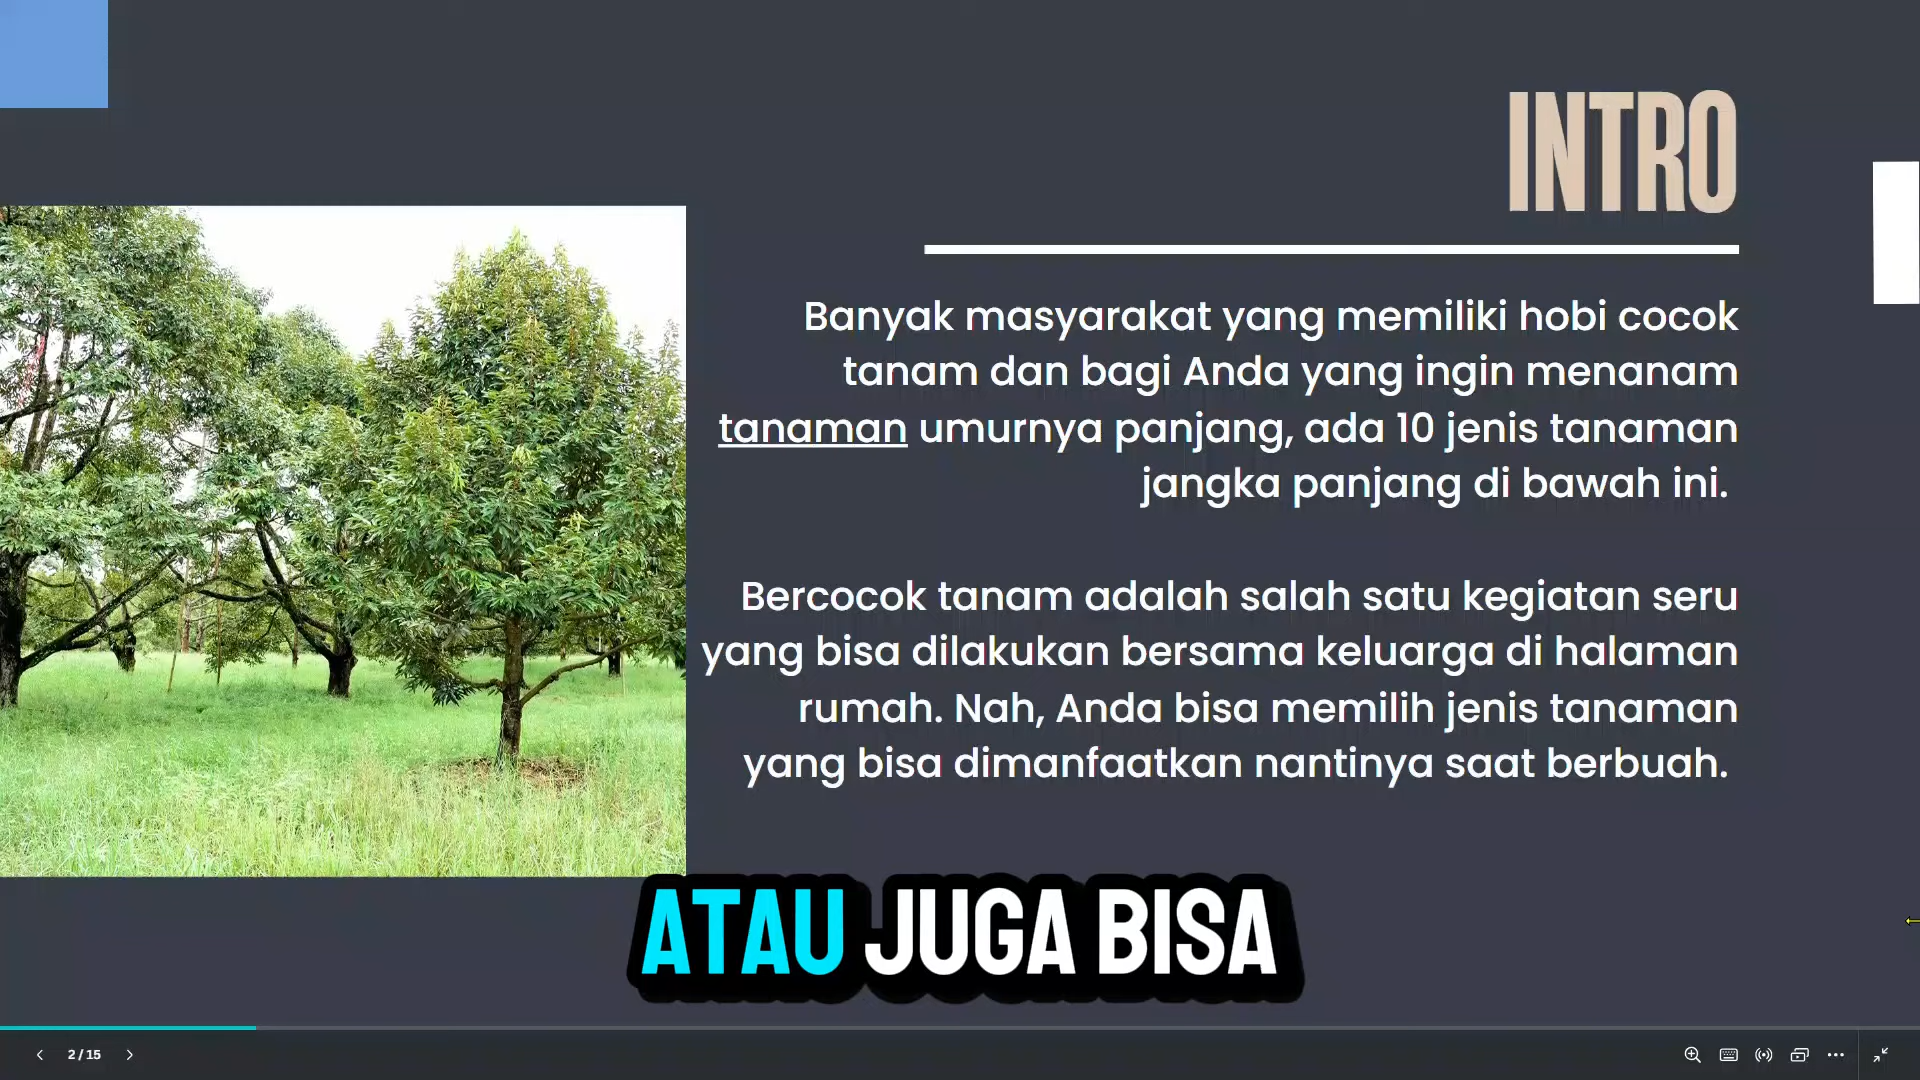 INTRO
Banyak masyarakat yang memiliki hobi cocok
tanam dan bagi Anda yang ingin menanam
tanaman umurnya panjang, ada 10 jenis tanaman
jangka panjang di bawah ini.
Bercocok tanam adalah salah satu kegiatan seru
yang bisa dilakukan bersama keluarga di halaman
rumah. Nah, Anda bisa memilih jenis tanaman
yang bisa dimanfaatkan nantinya saat berbuah.
ATAU JUGA BISA
2 / 15